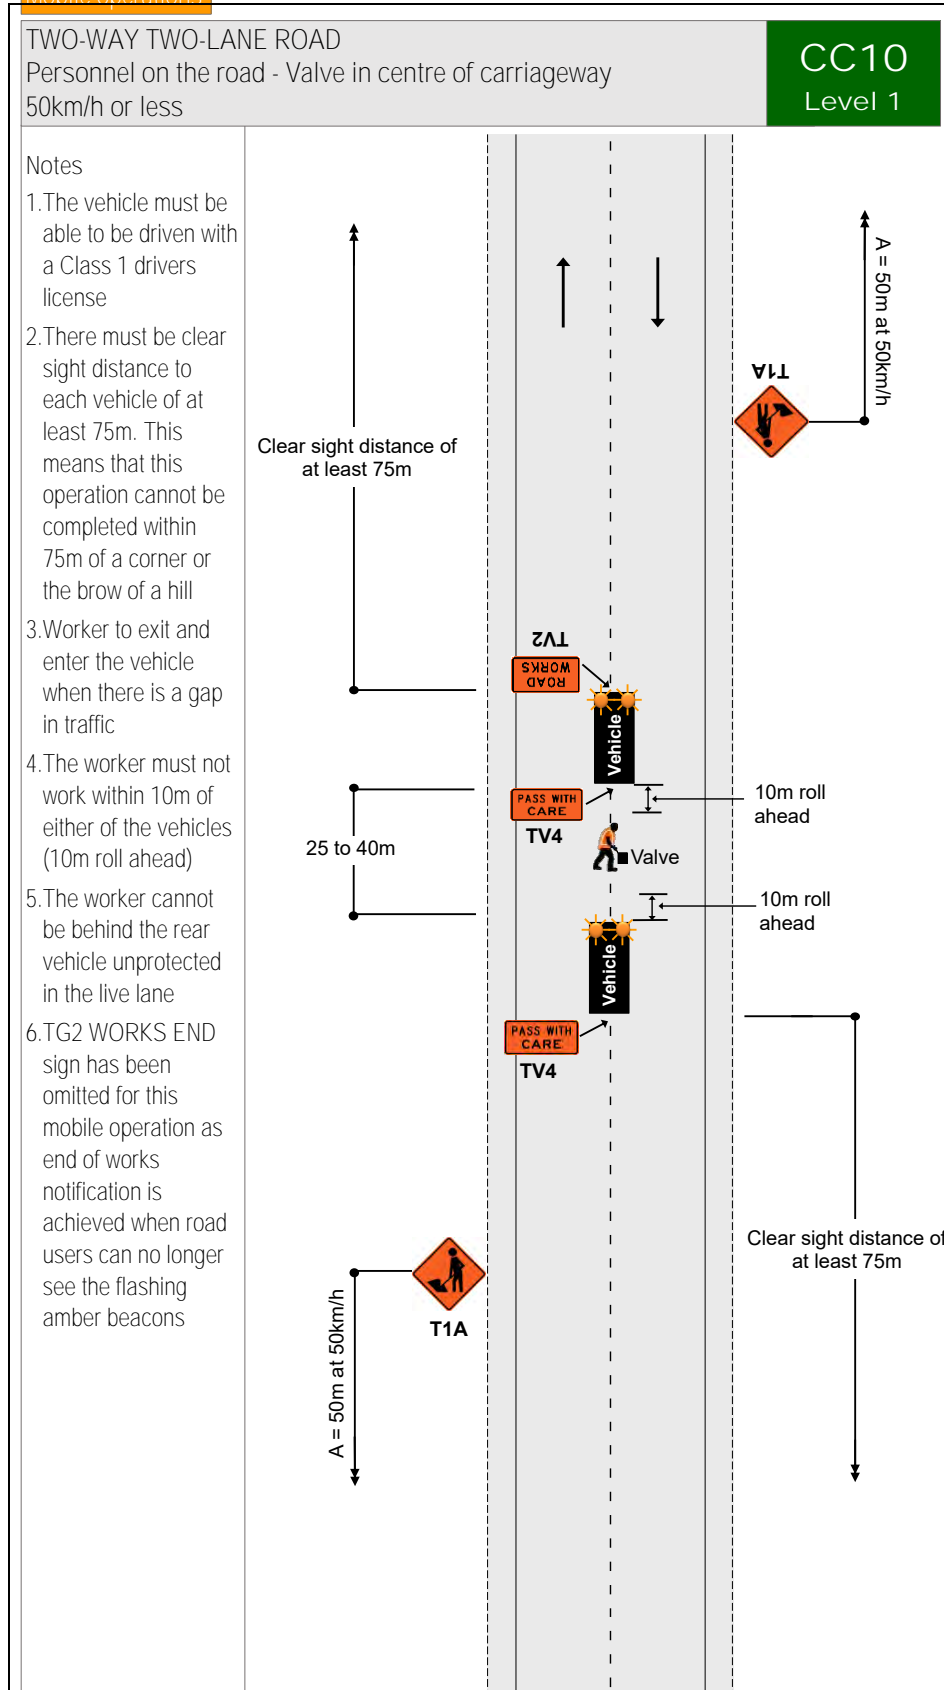 Mobile operations
TWO-WAY TWO-LANE ROAD
Personnel on the road - Valve in centre of carriageway
50km/h or less
CC10
Level 1
Notes
1.The vehicle must be
able to be driven with
a Class 1 drivers
license
2.There must be clear
sight distance to
each vehicle of at
least 75m. This
means that this
operation cannot be
completed within
75m of a corner or
the brow of a hill
3.Worker to exit and
enter the vehicle
when there is a gap
in traffic
4.The worker must not
work within 10m of
either of the vehicles
(10m roll ahead)
5.The worker cannot
be behind the rear
vehicle unprotected
in the live lane
6.TG2 WORKS END
sign has been
omitted for this
mobile operation as
end of works
notification is
achieved when road
users can no longer
see the flashing
amber beacons
A = 50m at 50km/h
T1A
Clear sight distance of
at least 75m
TV2
ROAD
WORKS
Vehicle
PASS WITH
CARE
TV4
10m roll
ahead
25 to 40m
Valve
10m roll
ahead
Vehicle
PASS WITH
CARE
TV4
T1A
A = 50m at 50km/h
Clear sight distance of
at least 75m